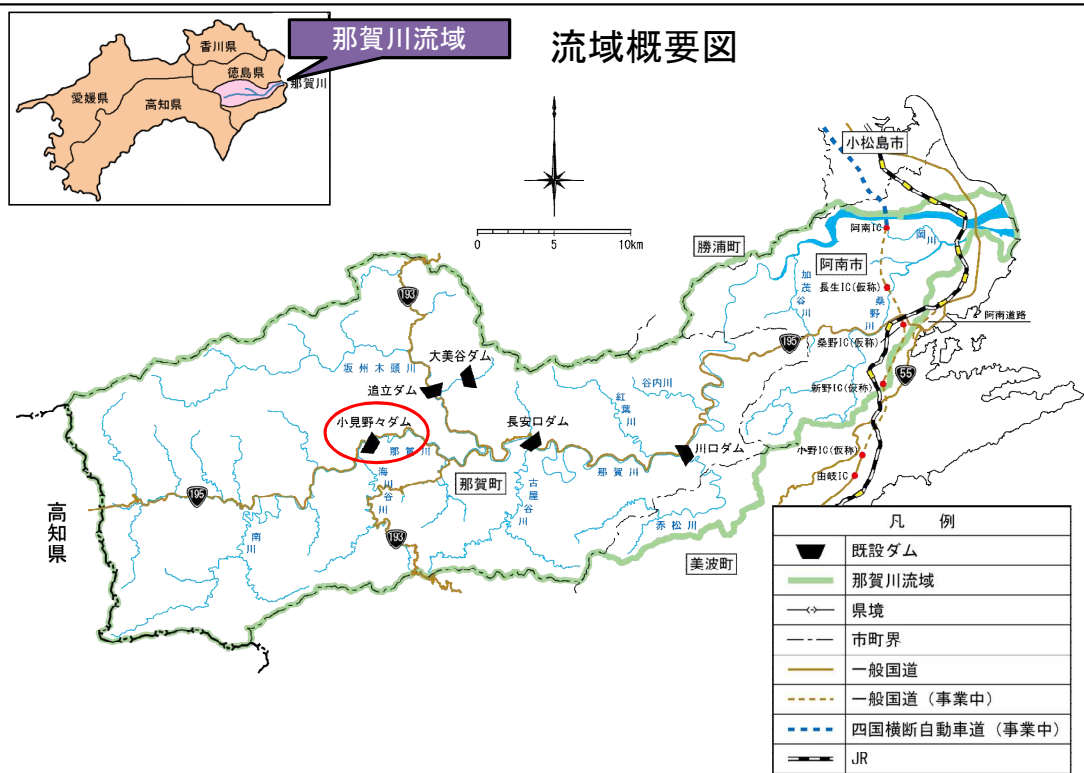 流域概要図
那賀川流域
香川県
徳島県
那賀川
愛媛県
高知県
小松島市
0 5 10km
阿南IC
岡川
勝浦町
阿南市
加茂谷川
長生IC(仮称)
桑野川
193
阿南道路
195
桑野IC(仮称)
大美谷ダム
坂州木頭川
追立ダム
谷内川
新野IC(仮称)
55
紅葉川
小見野々ダム
長安口ダム
那賀川
川口ダム
小野IC(仮称)
海川谷川
那賀川
由岐IC
那賀町
古屋谷川
195
高知県
南川
193
赤松川
美波町
凡例
既設ダム
那賀川流域
県境
市町界
一般国道
一般国道(事業中)
四国横断自動車道(事業中)
JR